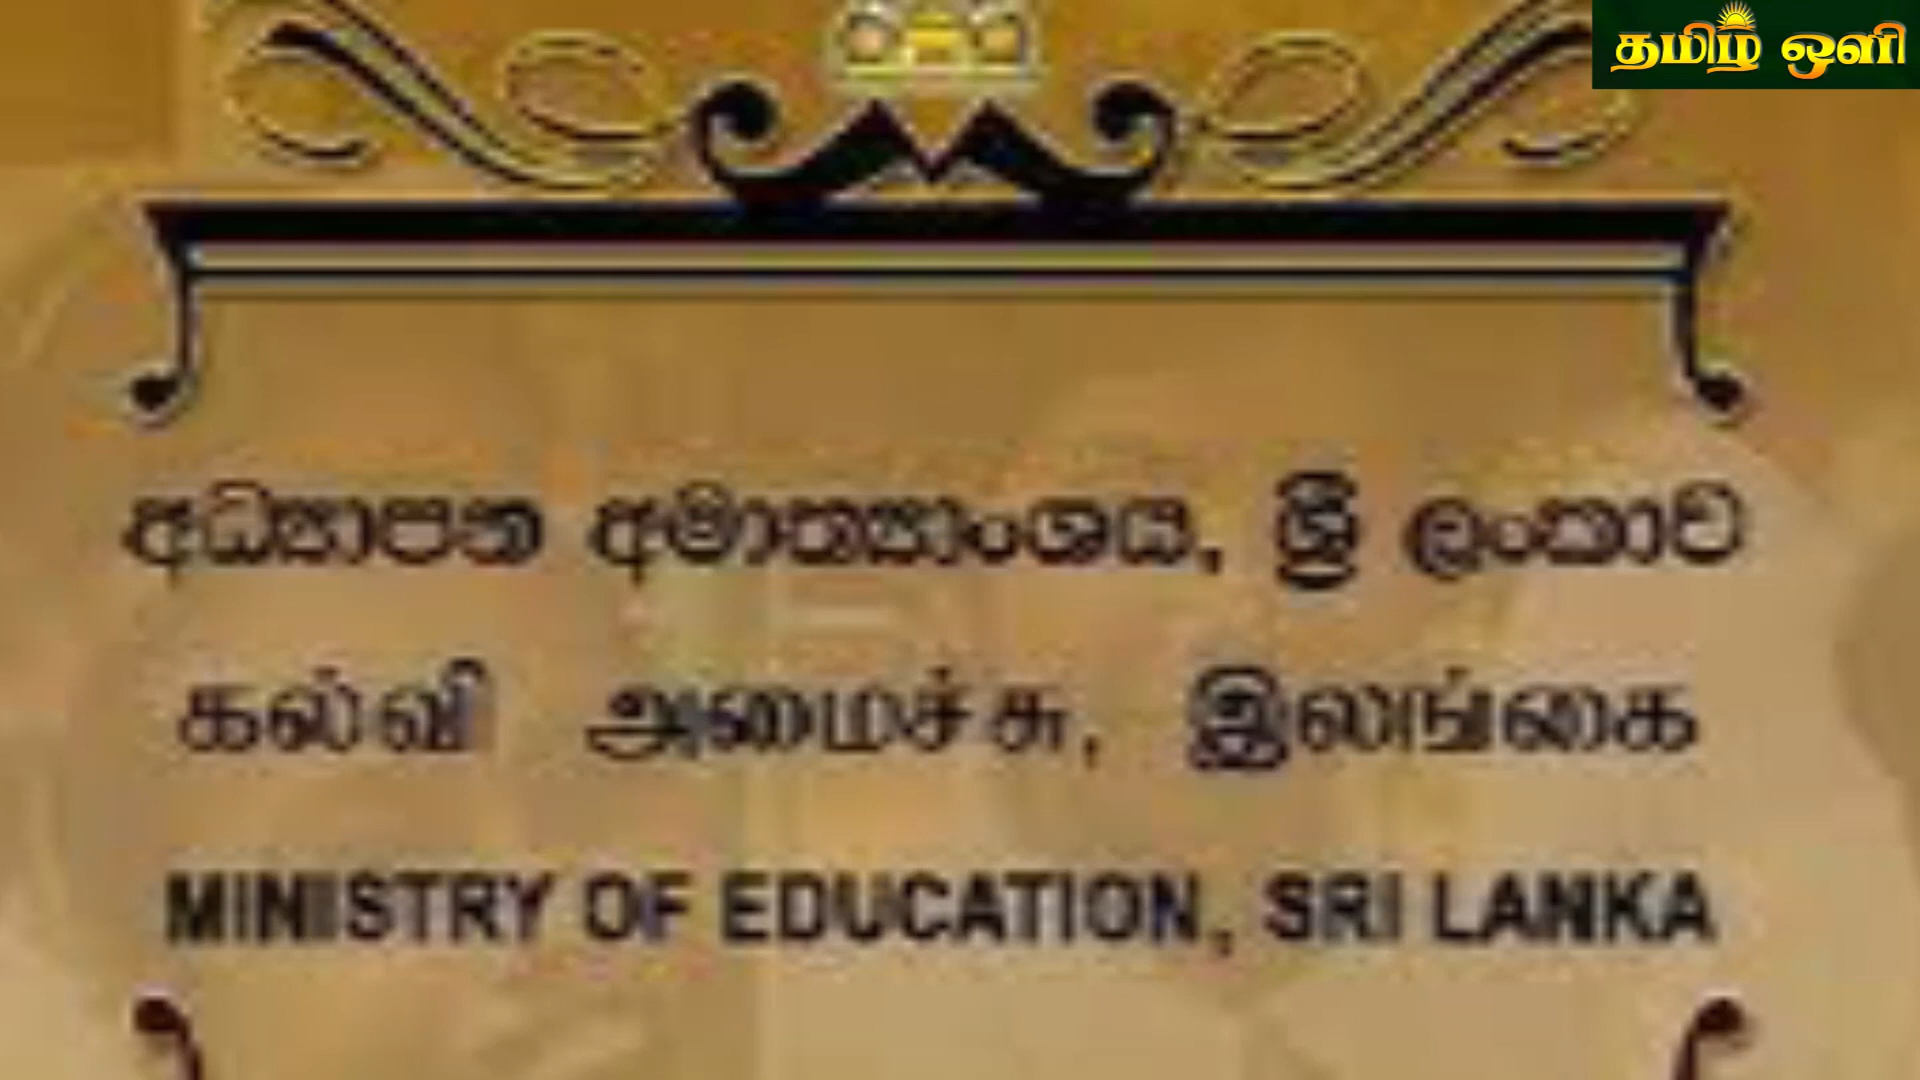 தமிழ் ஒளி
අධ්‍යාපන අමාත්‍යාංශය, ශ්‍රී ලංකාව
கல்வி அமைச்சு, இலங்கை
MINISTRY OF EDUCATION, SRI LANKA